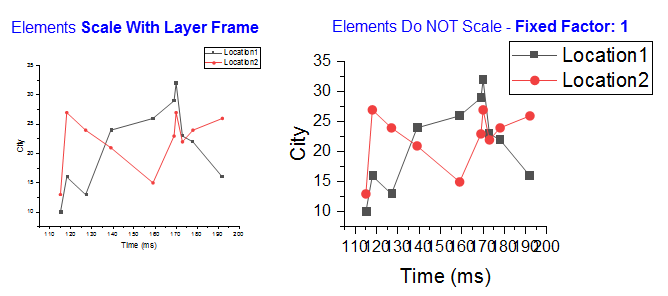 Elements Scale With Layer Frame
Location1
Location2
35
30
25
20
15
10
City
110 120 130 140 150 160 170 180 190 200
Time (ms)
Elements Do NOT Scale - Fixed Factor: 1
Location1
Location2
35
30
25
20
15
10
City
110 120 130 140 150 160 170 180 190 200
Time (ms)